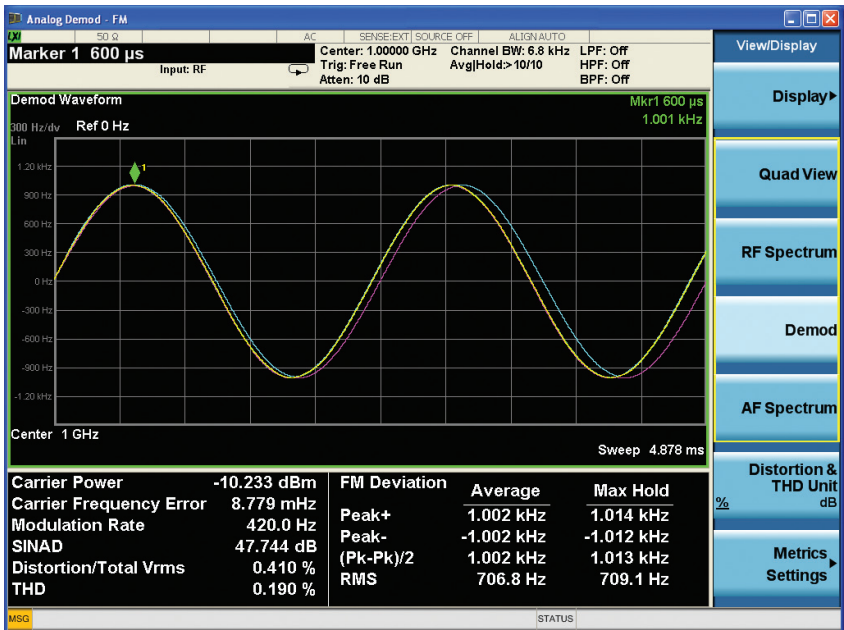 Analog Demod - FM
LXI 50 Ω AC SENSE:EXT SOURCE OFF ALIGN AUTO
Marker 1 600 µs
Input: RF
Center: 1.00000 GHz Channel BW: 6.8 kHz LPF: Off
Trig: Free Run Avg|Hold:>10/10 HPF: Off
Atten: 10 dB BPF: Off
Demod Waveform
Mkr1 600 µs
1.001 kHz
300 Hz/dv Ref 0 Hz
Lin
1
1.20 kHz
900 Hz
600 Hz
300 Hz
0 Hz
-300 Hz
-600 Hz
-900 Hz
-1.20 kHz
Center 1 GHz
Sweep 4.878 ms
Carrier Power -10.233 dBm
Carrier Frequency Error 8.779 mHz
Modulation Rate 420.0 Hz
SINAD 47.744 dB
Distortion/Total Vrms 0.410 %
THD 0.190 %
FM Deviation Average Max Hold
Peak+ 1.002 kHz 1.014 kHz
Peak- -1.002 kHz -1.012 kHz
(Pk-Pk)/2 1.002 kHz 1.013 kHz
RMS 706.8 Hz 709.1 Hz
View/Display
Display
Quad View
RF Spectrum
Demod
AF Spectrum
Distortion &
THD Unit
% dB
Metrics
Settings
MSG STATUS